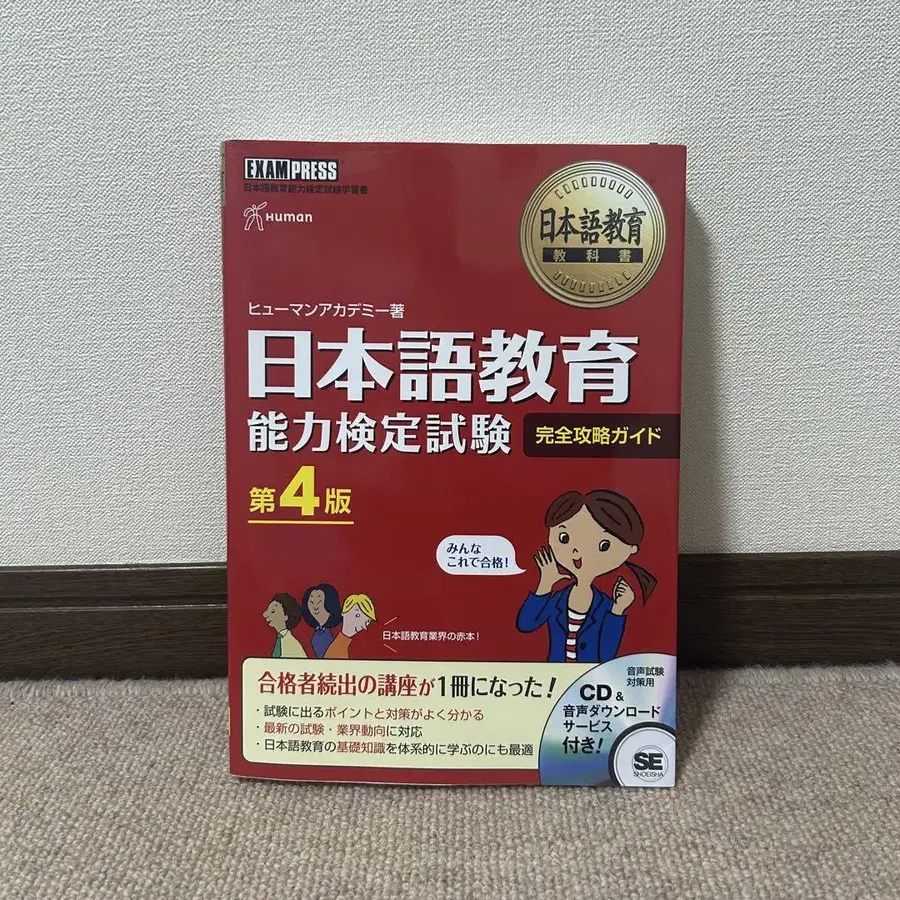 EXAMPRESS
日本語教育能力検定試験学習書
Human
日本語教育
教科書
ヒューマンアカデミー著
日本語教育
能力検定試験
完全攻略ガイド
第4版
みんな
これで合格！
日本語教育業界の赤本！
合格者続出の講座が1冊になった！
・試験に出るポイントと対策がよく分かる
・最新の試験・業界動向に対応
・日本語教育の基礎知識を体系的に学ぶのにも最適
音声試験
対策用
CD &
音声ダウンロード
サービス
付き！
SE
SHOEISHA